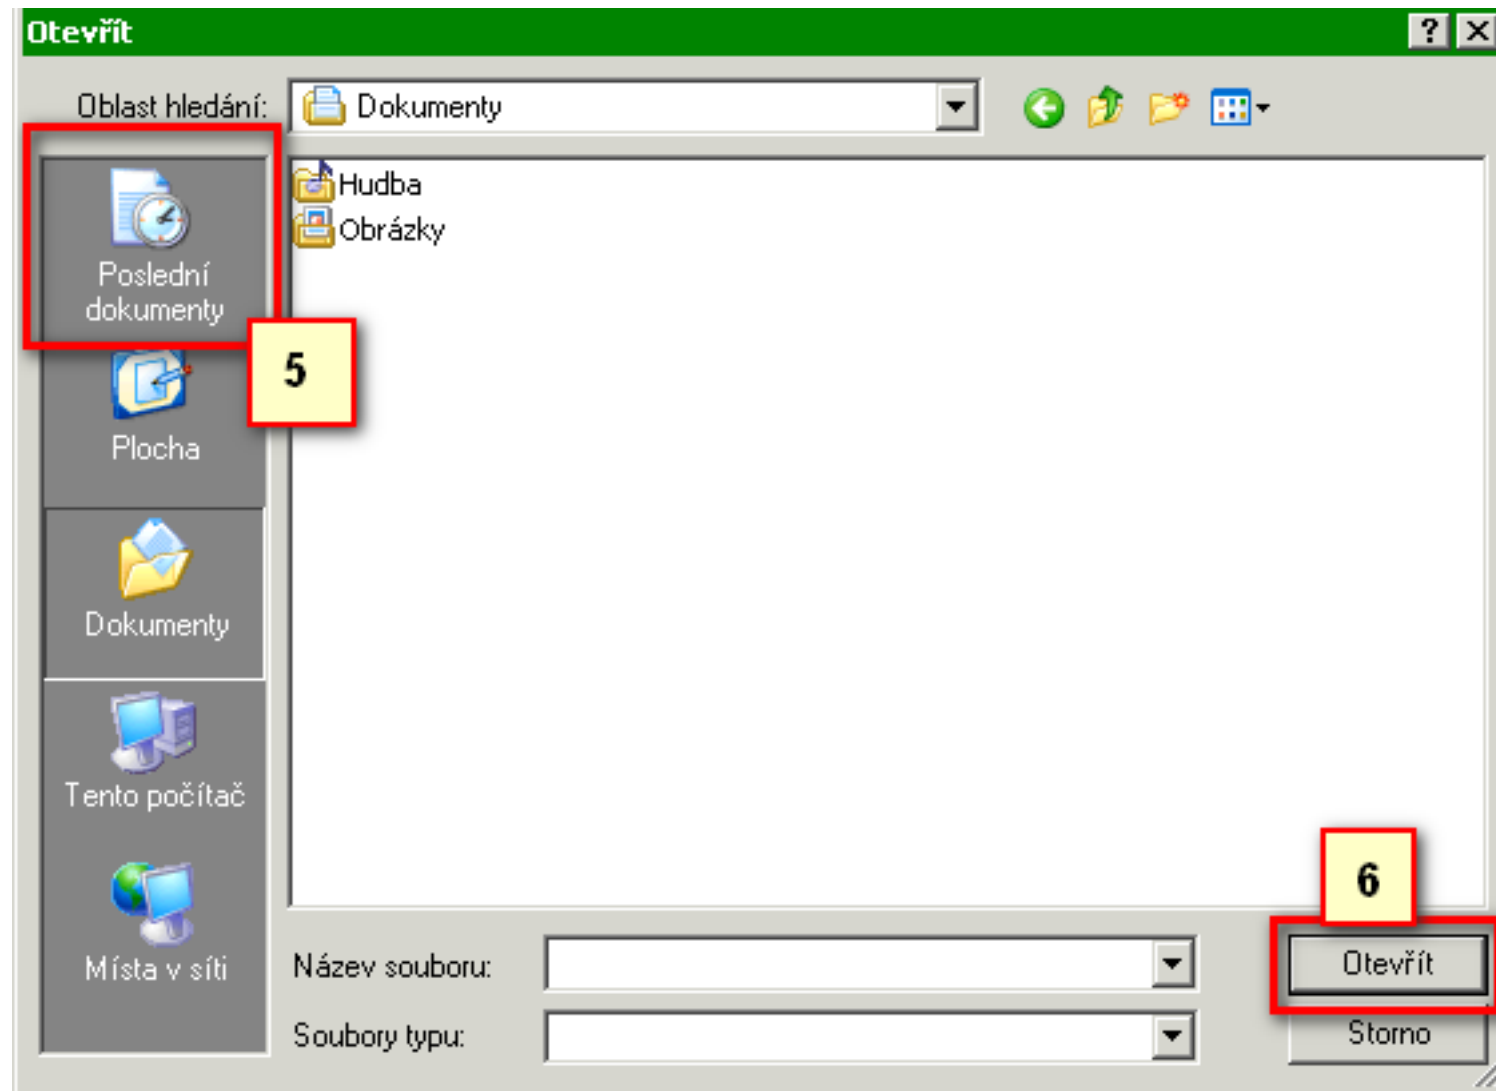 Otevřít
Oblast hledání:
Dokumenty
Poslední
dokumenty
5
Plocha
Dokumenty
Tento počítač
Místa v síti
Hudba
Obrázky
6
Název souboru:
Otevřít
Soubory typu:
Storno